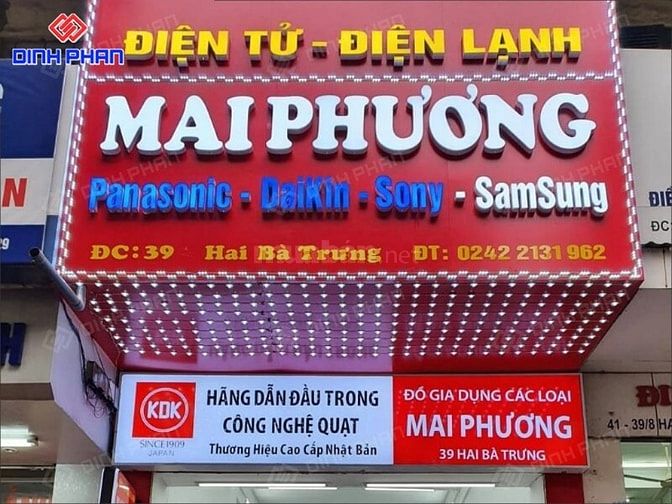 DINH PHAN
ĐIỆN TỬ - ĐIỆN LẠNH
MAI PHƯƠNG
Panasonic - DaiKin - Sony - SamSung
ĐC: 39 Hai Bà Trưng ĐT: 0242 2131 962
KDK
SINCE 1909
JAPAN
HÃNG DẪN ĐẦU TRONG
CÔNG NGHỆ QUẠT
Thương Hiệu Cao Cấp Nhật Bản
ĐỒ GIA DỤNG CÁC LOẠI
MAI PHƯƠNG
39 HAI BÀ TRƯNG
ĐC
41 - 39/8 HA